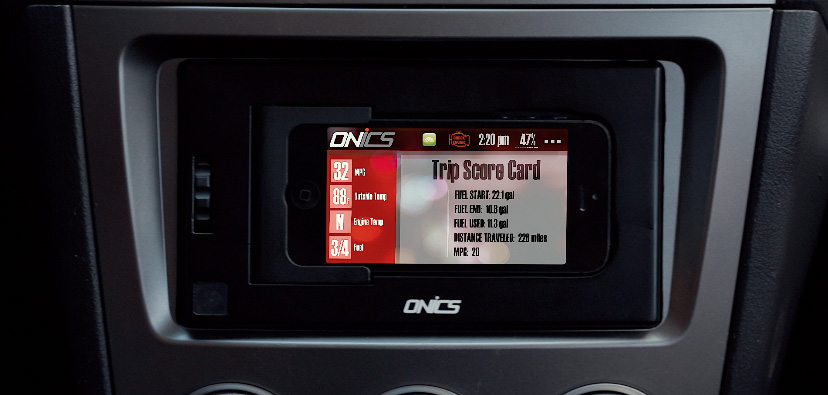 ONiCS
2:20 pm 47%
32 MPG
88F Outside Temp
N Engine Temp
3/4 Fuel
Trip Score Card
FUEL START: 22.1 gal
FUEL END: 10.8 gal
FUEL USED: 11.3 gal
DISTANCE TRAVELED: 229 miles
MPG: 20
ONiCS